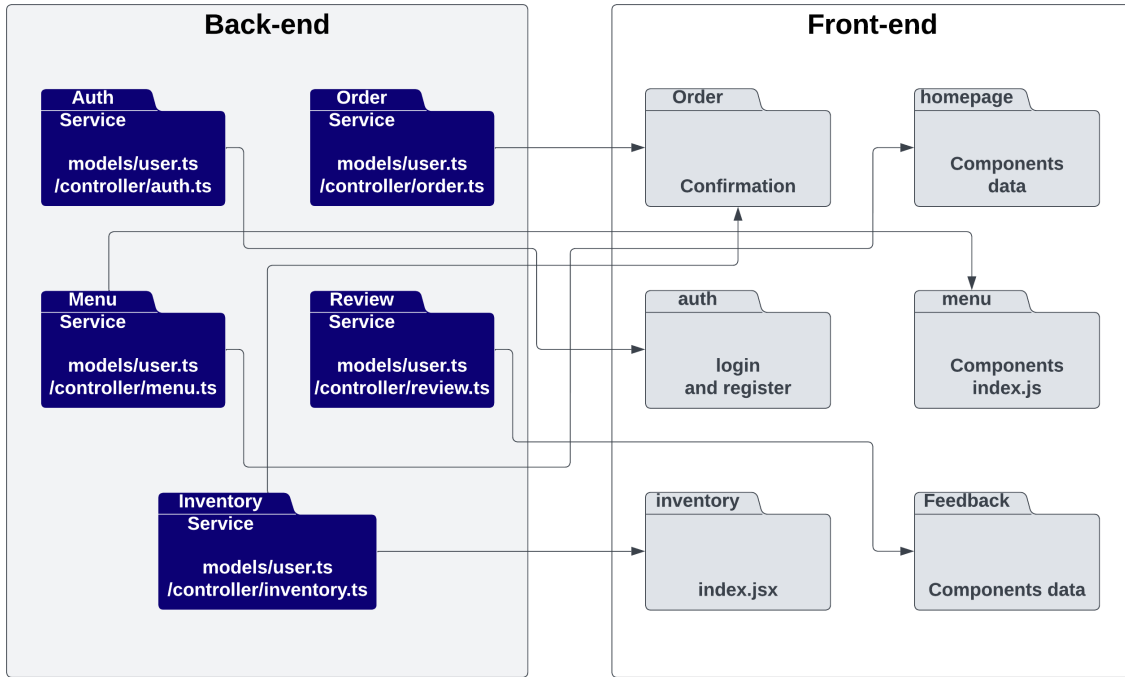 Back-end
Auth
Service
models/user.ts
/controller/auth.ts
Order
Service
models/user.ts
/controller/order.ts
Menu
Service
models/user.ts
/controller/menu.ts
Review
Service
models/user.ts
/controller/review.ts
Inventory
Service
models/user.ts
/controller/inventory.ts
Front-end
Order
Confirmation
homepage
Components
data
auth
login
and register
menu
Components
index.js
inventory
index.jsx
Feedback
Components data